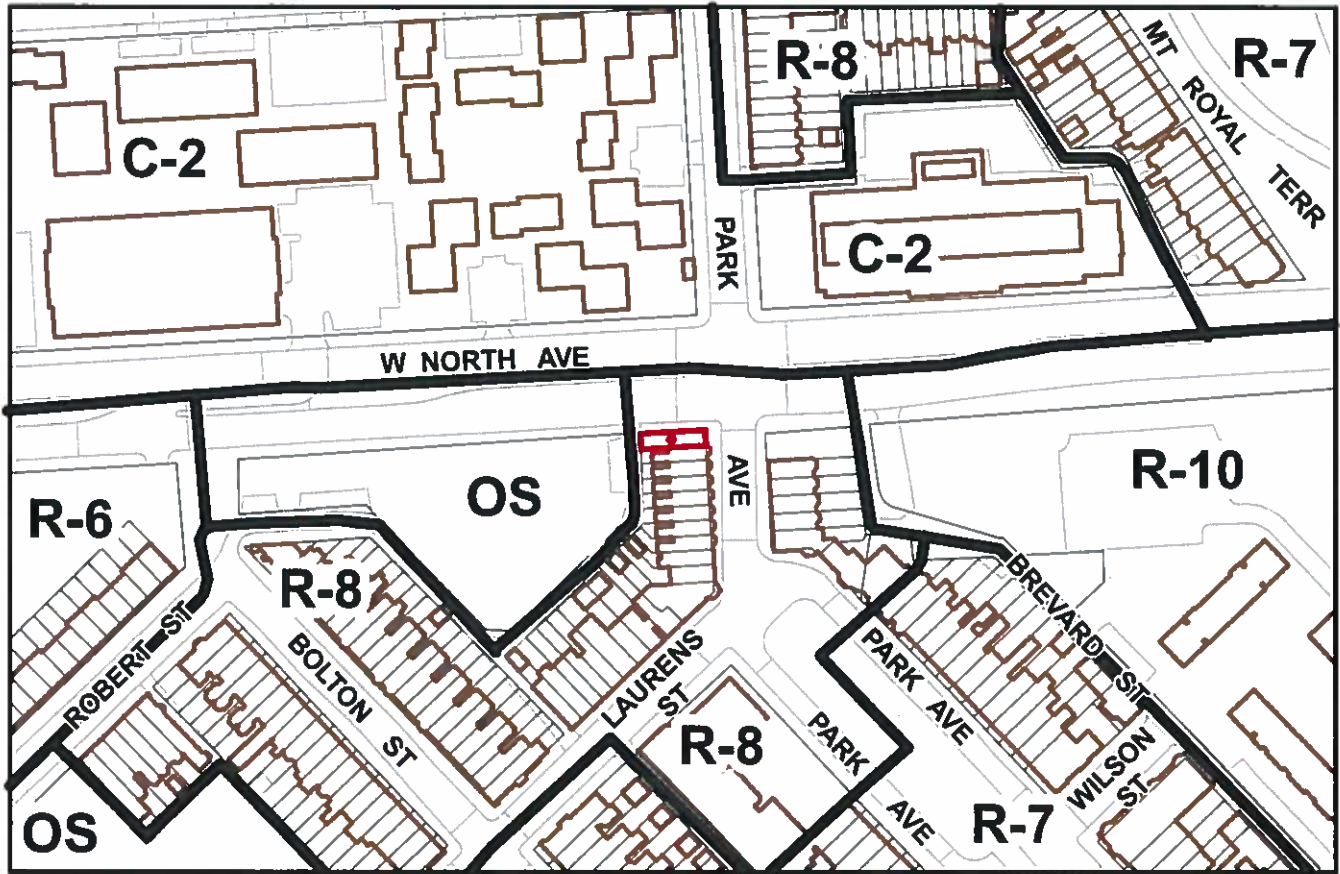 R-8
MT ROYAL TERR
R-7
C-2
PARK
C-2
W NORTH AVE
AVE
OS
R-10
R-6
R-8
ROBERT ST
BOLTON ST
LAURENS ST
BREVARD ST
PARK AVE
R-8
PARK AVE
WILSON ST
R-7
OS